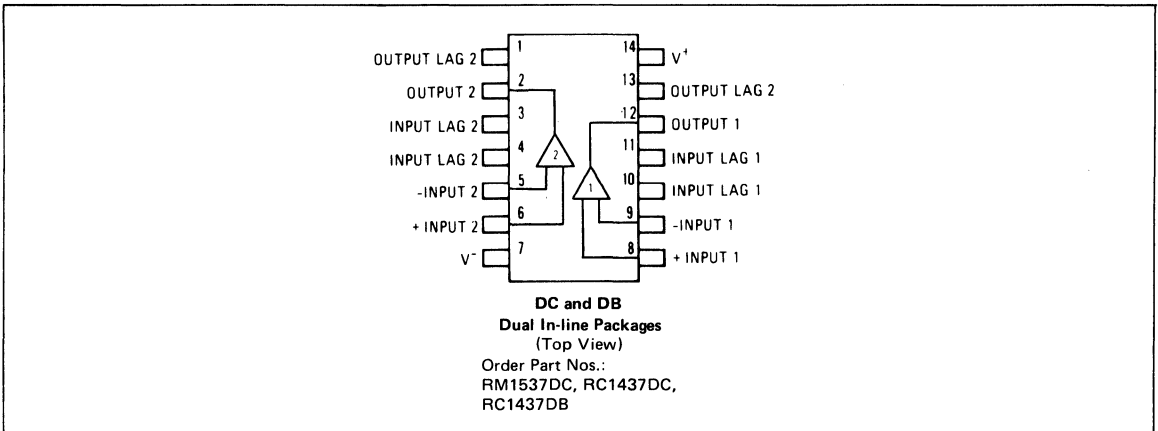 OUTPUT LAG 2 1 14 V+
OUTPUT 2 2 13 OUTPUT LAG 2
INPUT LAG 2 3 12 OUTPUT 1
INPUT LAG 2 4 11 INPUT LAG 1
-INPUT 2 5 10 INPUT LAG 1
+ INPUT 2 6 9 -INPUT 1
V- 7 8 + INPUT 1
2
1
DC and DB
Dual In-line Packages
(Top View)
Order Part Nos.:
RM1537DC, RC1437DC,
RC1437DB